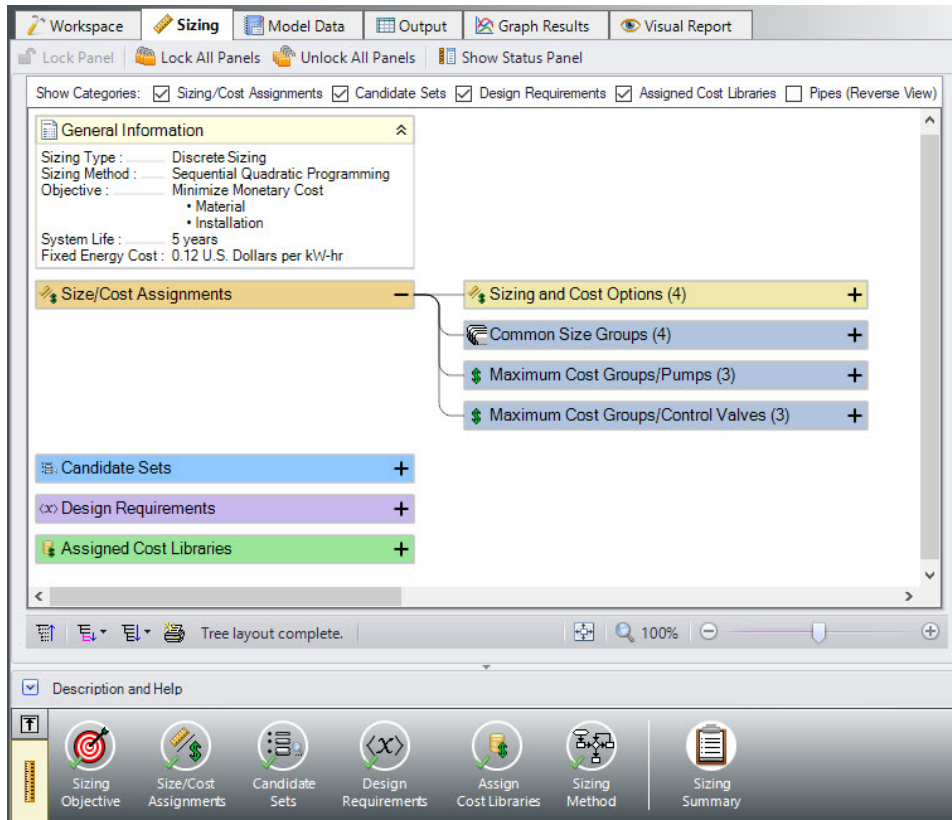 Workspace Sizing Model Data Output Graph Results Visual Report
Lock Panel Lock All Panels Unlock All Panels Show Status Panel
Show Categories: Sizing/Cost Assignments Candidate Sets Design Requirements Assigned Cost Libraries Pipes (Reverse View)
General Information
Sizing Type : Discrete Sizing
Sizing Method : Sequential Quadratic Programming
Objective : Minimize Monetary Cost
• Material
• Installation
System Life : 5 years
Fixed Energy Cost : 0.12 U.S. Dollars per kW-hr
Size/Cost Assignments
Sizing and Cost Options (4)
Common Size Groups (4)
Maximum Cost Groups/Pumps (3)
Maximum Cost Groups/Control Valves (3)
Candidate Sets
Design Requirements
Assigned Cost Libraries
Tree layout complete. 100%
Description and Help
Sizing Objective
Size/Cost Assignments
Candidate Sets
Design Requirements
Assign Cost Libraries
Sizing Method
Sizing Summary